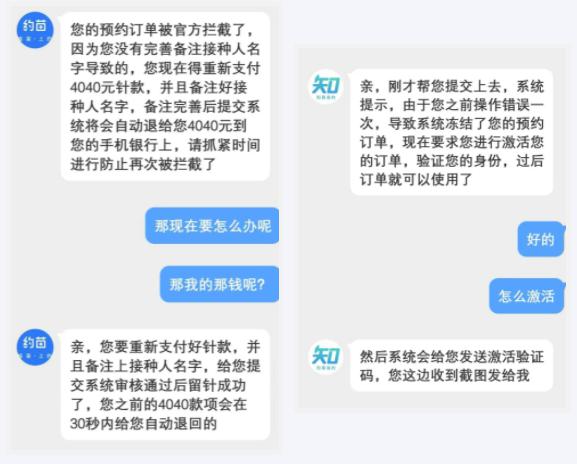 约苗
您的预约订单被官方拦截了，
因为您没有完善备注接种人名
字导致的，您现在得重新支付
4040元针款，并且备注好接
种人名字，备注完善后提交系
统将会自动退给您4040元到
您的手机银行上，请抓紧时间
进行防止再次被拦截了
那现在要怎么办呢
那我的那钱呢？
约苗
亲，您要重新支付好针款，并
且备注上接种人名字，给您提
交系统审核通过后留针成功
了，您之前的4040款项会在
30秒内给您自动退回的
知
亲，刚才帮您提交上去，系统
提示，由于您之前操作错误一
次，导致系统冻结了您的预约
订单，现在要求您进行激活您
的订单，验证您的身份，过后
订单就可以使用了
好的
怎么激活
知
然后系统会给您发送激活验证
码，您这边收到截图发给我